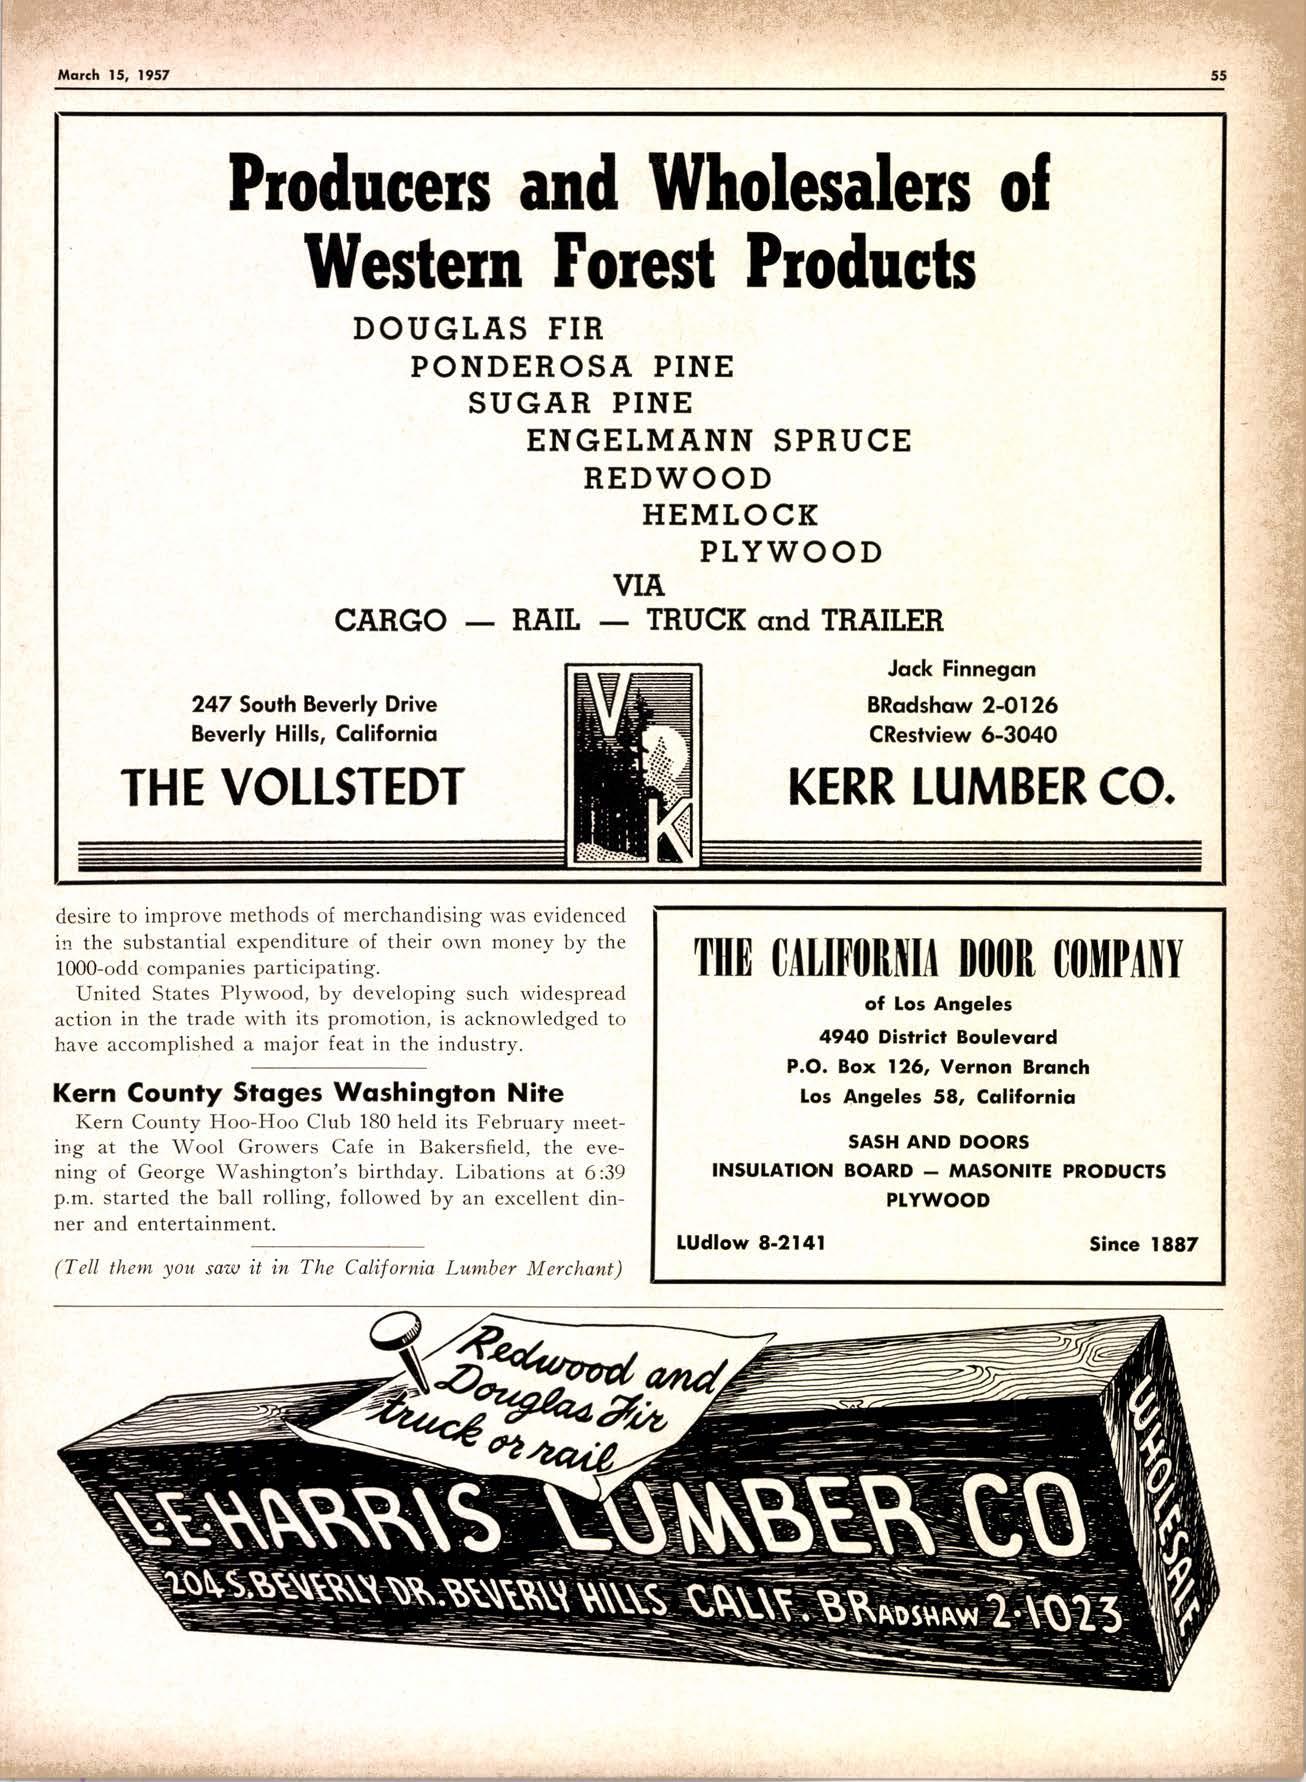 March 15, 1957
55
Producers and Wholesalers of
Western Forest Products
DOUGLAS FIR
PONDEROSA PINE
SUGAR PINE
ENGELMANN SPRUCE
REDWOOD
HEMLOCK
PLYWOOD
VIA
CARGO — RAIL — TRUCK and TRAILER
247 South Beverly Drive
Beverly Hills, California
THE VOLLSTEDT
V
K
Jack Finnegan
BRadshaw 2-0126
CRestview 6-3040
KERR LUMBER CO.
desire to improve methods of merchandising was evidenced
in the substantial expenditure of their own money by the
1000-odd companies participating.
United States Plywood, by developing such widespread
action in the trade with its promotion, is acknowledged to
have accomplished a major feat in the industry.
Kern County Stages Washington Nite
Kern County Hoo-Hoo Club 180 held its February meet-
ing at the Wool Growers Cafe in Bakersfield, the eve-
ning of George Washington's birthday. Libations at 6:39
p.m. started the ball rolling, followed by an excellent din-
ner and entertainment.
(Tell them you saw it in The California Lumber Merchant)
THE CALIFORNIA DOOR COMPANY
of Los Angeles
4940 District Boulevard
P.O. Box 126, Vernon Branch
Los Angeles 58, California
SASH AND DOORS
INSULATION BOARD — MASONITE PRODUCTS
PLYWOOD
LUdlow 8-2141
Since 1887
Redwood and
Douglas Fir
truck or rail
L.E. HARRIS LUMBER CO
204 S. BEVERLY DR. BEVERLY HILLS CALIF. BRADSHAW 2-1023
WHOLESALE